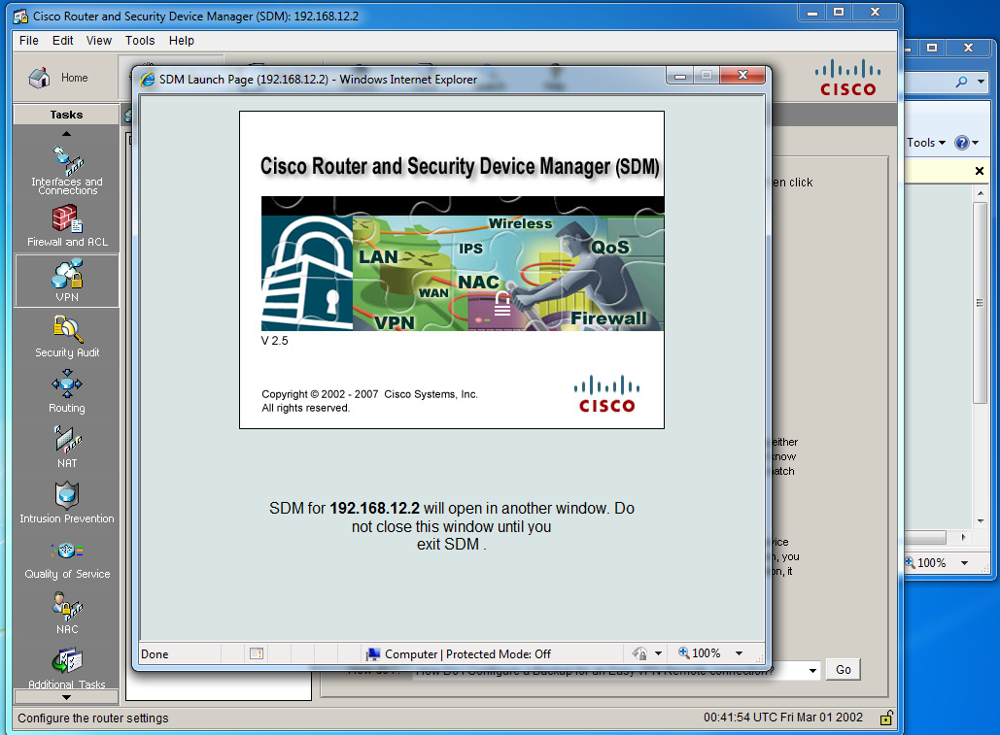 Cisco Router and Security Device Manager (SDM): 192.168.12.2
File Edit View Tools Help
Home
CISCO
Tasks
Interfaces and
Connections
Firewall and ACL
VPN
Security Audit
Routing
NAT
Intrusion Prevention
Quality of Service
NAC
Additional Tasks
SDM Launch Page (192.168.12.2) - Windows Internet Explorer
Cisco Router and Security Device Manager (SDM)
Wireless
LAN
IPS
QoS
WAN
NAC
VPN
Firewall
V 2.5
Copyright © 2002 - 2007 Cisco Systems, Inc.
All rights reserved.
CISCO
SDM for 192.168.12.2 will open in another window. Do
not close this window until you
exit SDM .
Done
Computer | Protected Mode: Off
100%
en click
either
know
match
vice
n, you
on, it
How Do I Configure a Backup for an Easy VPN Remote connection?
Go
Configure the router settings
00:41:54 UTC Fri Mar 01 2002
Tools
100%